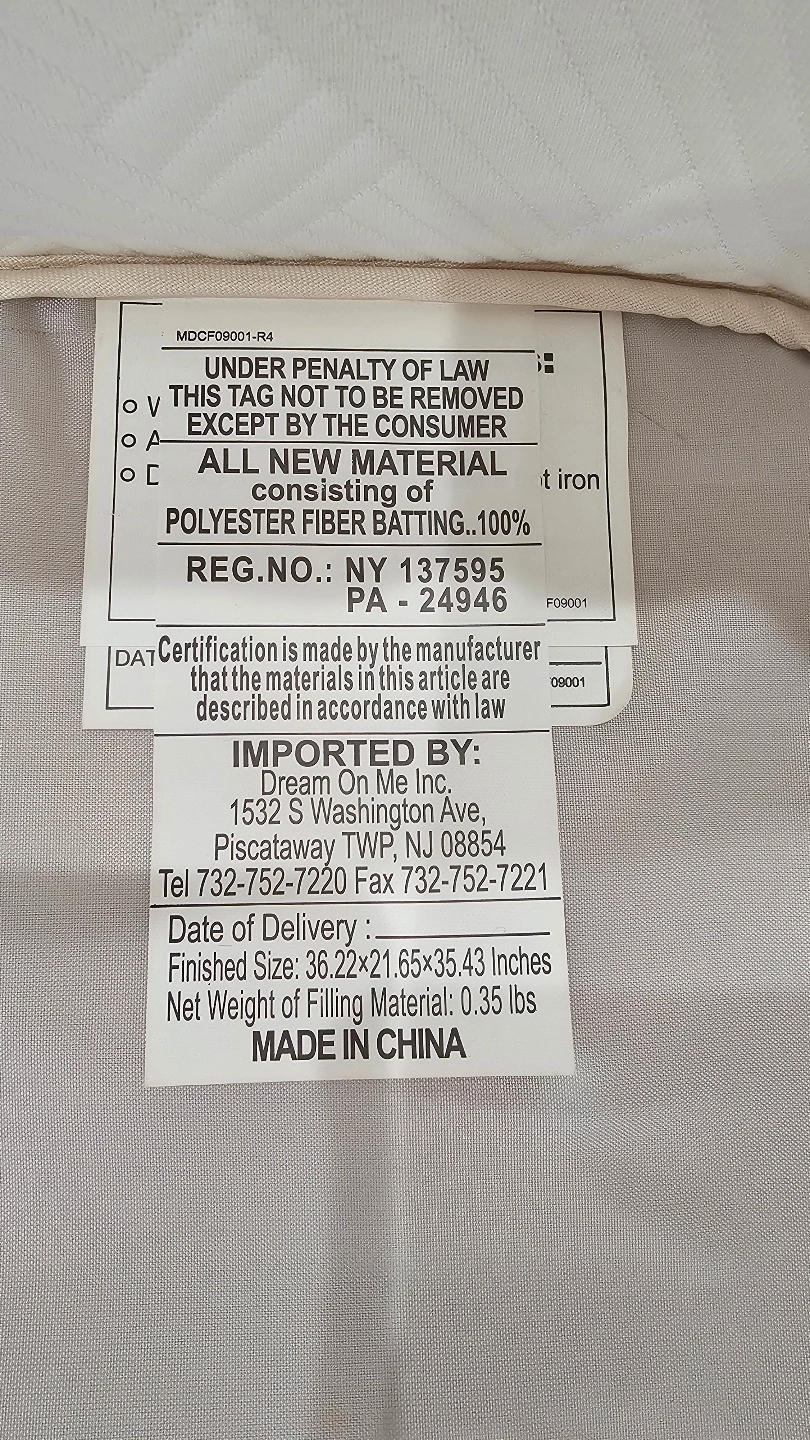 MDCF09001-R4
UNDER PENALTY OF LAW
THIS TAG NOT TO BE REMOVED
EXCEPT BY THE CONSUMER
ALL NEW MATERIAL
consisting of
POLYESTER FIBER BATTING..100%
REG.NO.: NY 137595
PA - 24946
Certification is made by the manufacturer
that the materials in this article are
described in accordance with law
IMPORTED BY:
Dream On Me Inc.
1532 S Washington Ave,
Piscataway TWP, NJ 08854
Tel 732-752-7220 Fax 732-752-7221
Date of Delivery :
Finished Size: 36.22×21.65×35.43 Inches
Net Weight of Filling Material: 0.35 lbs
MADE IN CHINA
iron
F09001
DAT
09001